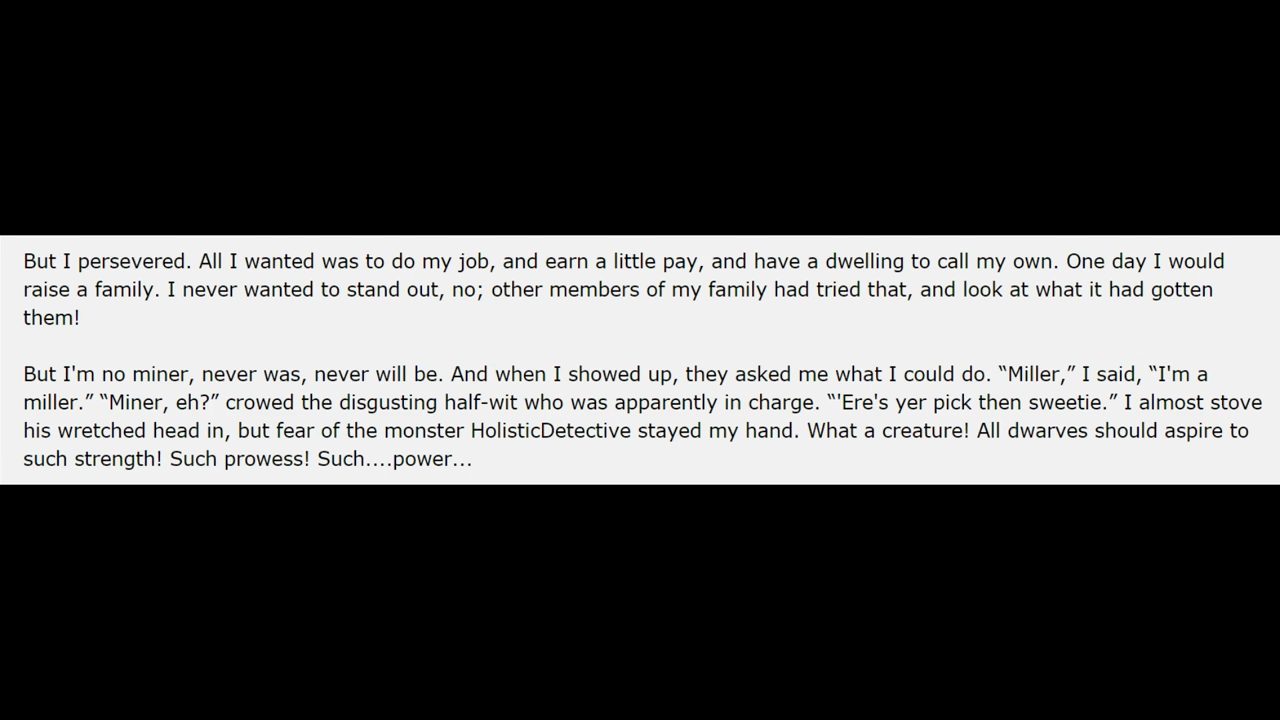 But I persevered. All I wanted was to do my job, and earn a little pay, and have a dwelling to call my own. One day I would
raise a family. I never wanted to stand out, no; other members of my family had tried that, and look at what it had gotten
them!
But I'm no miner, never was, never will be. And when I showed up, they asked me what I could do. “Miller,” I said, “I'm a
miller.” “Miner, eh?” crowed the disgusting half-wit who was apparently in charge. “'Ere's yer pick then sweetie.” I almost stove
his wretched head in, but fear of the monster HolisticDetective stayed my hand. What a creature! All dwarves should aspire to
such strength! Such prowess! Such....power...